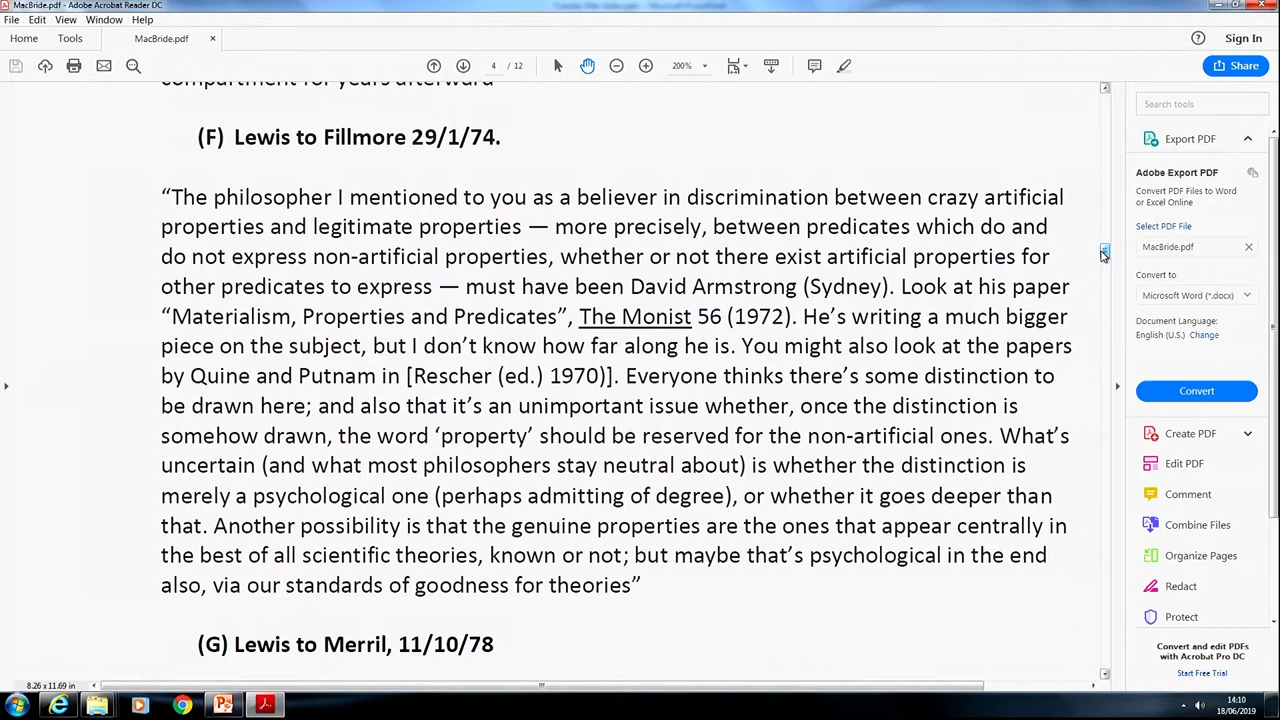 MacBride.pdf - Adobe Acrobat Reader DC
File Edit View Window Help
Home Tools MacBride.pdf × Sign In
4 / 12 200% Share
compartment for years afterward
(F) Lewis to Fillmore 29/1/74.
“The philosopher I mentioned to you as a believer in discrimination between crazy artificial
properties and legitimate properties — more precisely, between predicates which do and
do not express non-artificial properties, whether or not there exist artificial properties for
other predicates to express — must have been David Armstrong (Sydney). Look at his paper
“Materialism, Properties and Predicates”, The Monist 56 (1972). He’s writing a much bigger
piece on the subject, but I don’t know how far along he is. You might also look at the papers
by Quine and Putnam in [Rescher (ed.) 1970)]. Everyone thinks there’s some distinction to
be drawn here; and also that it’s an unimportant issue whether, once the distinction is
somehow drawn, the word ‘property’ should be reserved for the non-artificial ones. What’s
uncertain (and what most philosophers stay neutral about) is whether the distinction is
merely a psychological one (perhaps admitting of degree), or whether it goes deeper than
that. Another possibility is that the genuine properties are the ones that appear centrally in
the best of all scientific theories, known or not; but maybe that’s psychological in the end
also, via our standards of goodness for theories”
(G) Lewis to Merril, 11/10/78
8.26 x 11.69 in
Search tools
Export PDF
Adobe Export PDF
Convert PDF Files to Word
or Excel Online
Select PDF File
MacBride.pdf
Convert to
Microsoft Word (*.docx)
Document Language:
English (U.S.) Change
Convert
Create PDF
Edit PDF
Comment
Combine Files
Organize Pages
Redact
Protect
Convert and edit PDFs
with Acrobat Pro DC
Start Free Trial
14:10
18/06/2019